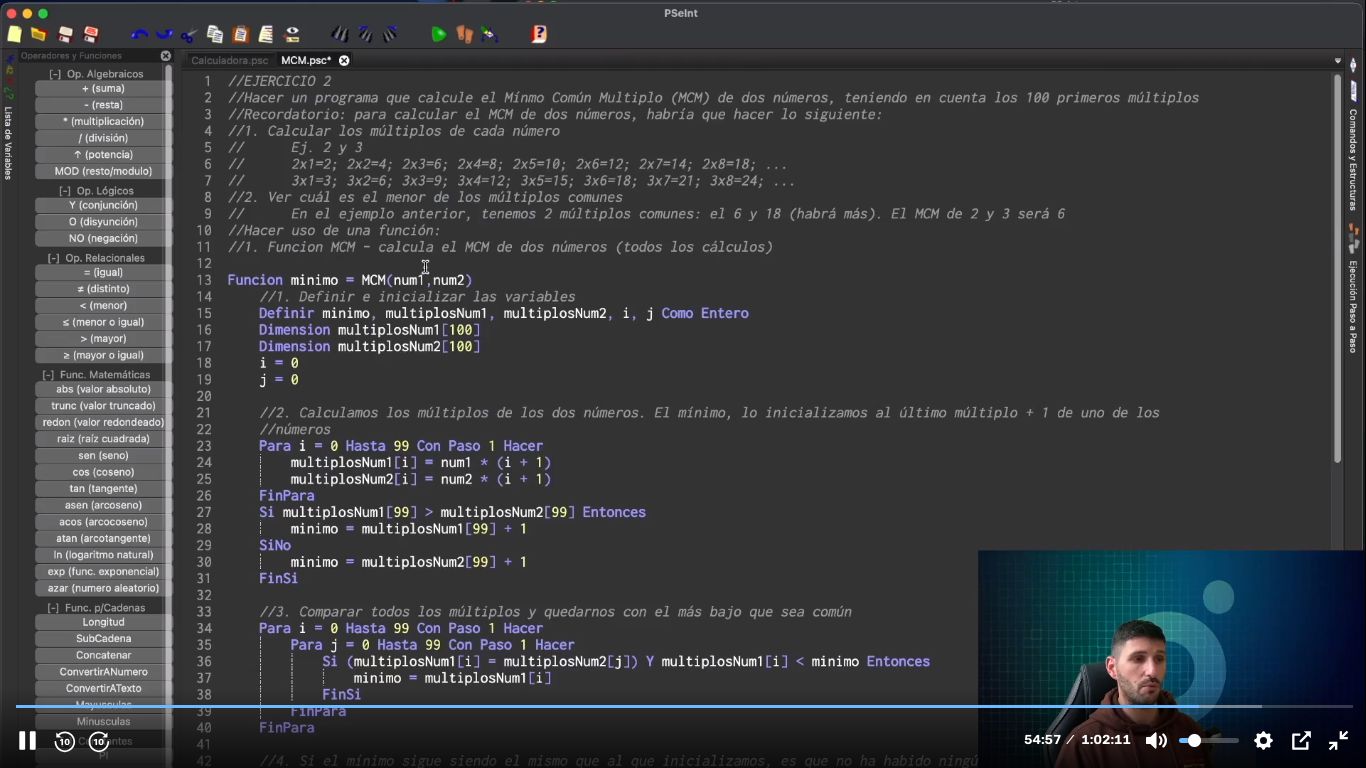 PSeInt
Operadores y Funciones
Calculadora.psc
MCM.psc*
Lista de Variables
[-] Op. Algebraicos
+ (suma)
- (resta)
* (multiplicación)
/ (división)
↑ (potencia)
MOD (resto/modulo)
[-] Op. Lógicos
Y (conjunción)
O (disyunción)
NO (negación)
[-] Op. Relacionales
= (igual)
≠ (distinto)
< (menor)
≤ (menor o igual)
> (mayor)
≥ (mayor o igual)
[-] Func. Matemáticas
abs (valor absoluto)
trunc (valor truncado)
redon (valor redondeado)
raiz (raíz cuadrada)
sen (seno)
cos (coseno)
tan (tangente)
asen (arcoseno)
acos (arcocoseno)
atan (arcotangente)
ln (logaritmo natural)
exp (func. exponencial)
azar (numero aleatorio)
[-] Func. p/Cadenas
Longitud
SubCadena
Concatenar
ConvertirANumero
ConvertirATexto
Mayusculas
Minusculas
PI
1 //EJERCICIO 2
2 //Hacer un programa que calcule el Mínmo Común Multiplo (MCM) de dos números, teniendo en cuenta los 100 primeros múltiplos
3 //Recordatorio: para calcular el MCM de dos números, habría que hacer lo siguiente:
4 //1. Calcular los múltiplos de cada número
5 // Ej. 2 y 3
6 // 2x1=2; 2x2=4; 2x3=6; 2x4=8; 2x5=10; 2x6=12; 2x7=14; 2x8=18; ...
7 // 3x1=3; 3x2=6; 3x3=9; 3x4=12; 3x5=15; 3x6=18; 3x7=21; 3x8=24; ...
8 //2. Ver cuál es el menor de los múltiplos comunes
9 // En el ejemplo anterior, tenemos 2 múltiplos comunes: el 6 y 18 (habrá más). El MCM de 2 y 3 será 6
10 //Hacer uso de una función:
11 //1. Funcion MCM - calcula el MCM de dos números (todos los cálculos)
12
13 Funcion minimo = MCM(num1,num2)
14 //1. Definir e inicializar las variables
15 Definir minimo, multiplosNum1, multiplosNum2, i, j Como Entero
16 Dimension multiplosNum1[100]
17 Dimension multiplosNum2[100]
18 i = 0
19 j = 0
20
21 //2. Calculamos los múltiplos de los dos números. El mínimo, lo inicializamos al último múltiplo + 1 de uno de los
22 //números
23 Para i = 0 Hasta 99 Con Paso 1 Hacer
24 multiplosNum1[i] = num1 * (i + 1)
25 multiplosNum2[i] = num2 * (i + 1)
26 FinPara
27 Si multiplosNum1[99] > multiplosNum2[99] Entonces
28 minimo = multiplosNum1[99] + 1
29 SiNo
30 minimo = multiplosNum2[99] + 1
31 FinSi
32
33 //3. Comparar todos los múltiplos y quedarnos con el más bajo que sea común
34 Para i = 0 Hasta 99 Con Paso 1 Hacer
35 Para j = 0 Hasta 99 Con Paso 1 Hacer
36 Si (multiplosNum1[i] = multiplosNum2[j]) Y multiplosNum1[i] < minimo Entonces
37 minimo = multiplosNum1[i]
38 FinSi
39 FinPara
40 FinPara
41
42 //4. Si el mínimo sigue siendo el mismo que al que inicializamos, es que no ha habido ningú
Comandos y Estructuras
Ejecución Paso a Paso
10
10
54:57 / 1:02:11